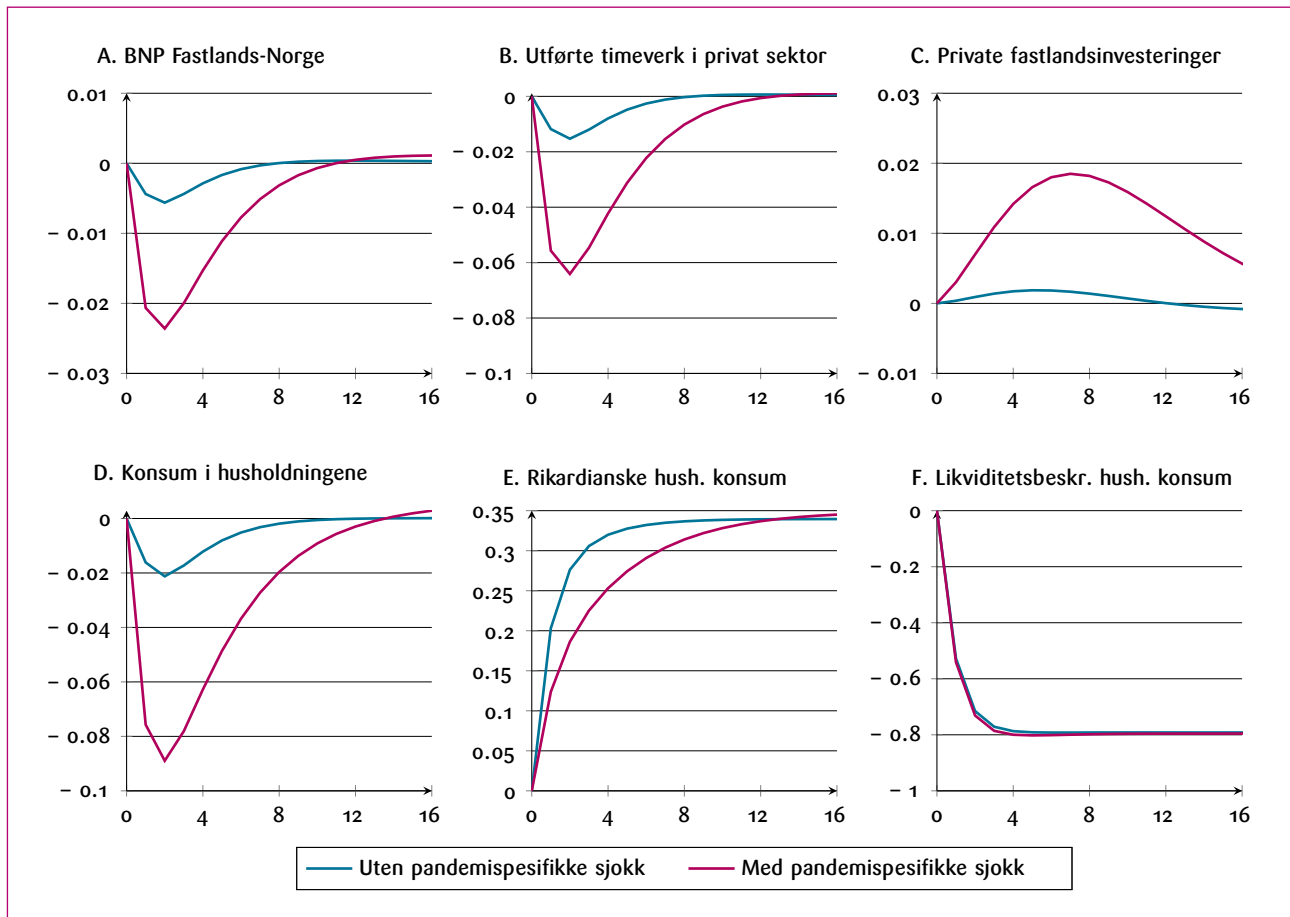 A. BNP Fastlands-Norge
0.01
0
– 0.01
– 0.02
– 0.03
0 4 8 12 16
B. Utførte timeverk i privat sektor
0
– 0.02
– 0.04
– 0.06
– 0.08
– 0.1
0 4 8 12 16
C. Private fastlandsinvesteringer
0.03
0.02
0.01
0
– 0.01
0 4 8 12 16
D. Konsum i husholdningene
0
– 0.02
– 0.04
– 0.06
– 0.08
– 0.1
0 4 8 12 16
E. Rikardianske hush. konsum
0.35
0.3
0.25
0.2
0.15
0.1
0.05
0
0 4 8 12 16
F. Likviditetsbeskr. hush. konsum
0
– 0.2
– 0.4
– 0.6
– 0.8
– 1
0 4 8 12 16
Uten pandemispesifikke sjokk Med pandemispesifikke sjokk